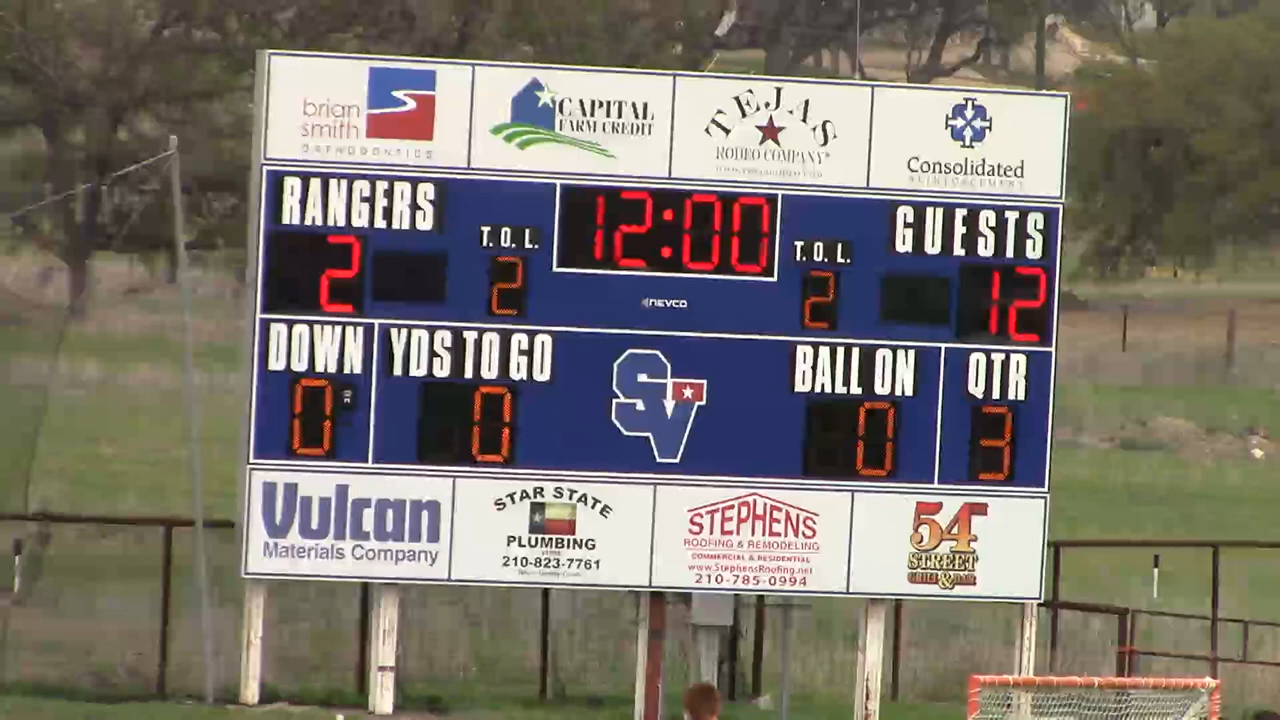 brian
smith
ORTHODONTICS
CAPITAL
FARM CREDIT
TEJAS
RODEO COMPANY
Consolidated
REINFORCEMENT
RANGERS
2
T.O.L.
2
12:00
T.O.L.
2
GUESTS
12
NEVCO
DOWN
0
YDS TO GO
0
SV
BALL ON
0
QTR
3
Vulcan
Materials Company
STAR STATE
PLUMBING
210-823-7761
STEPHENS
ROOFING & REMODELING
COMMERCIAL & RESIDENTIAL
www.StephensRoofing.net
210-785-0994
54th
STREET
GRILL & BAR